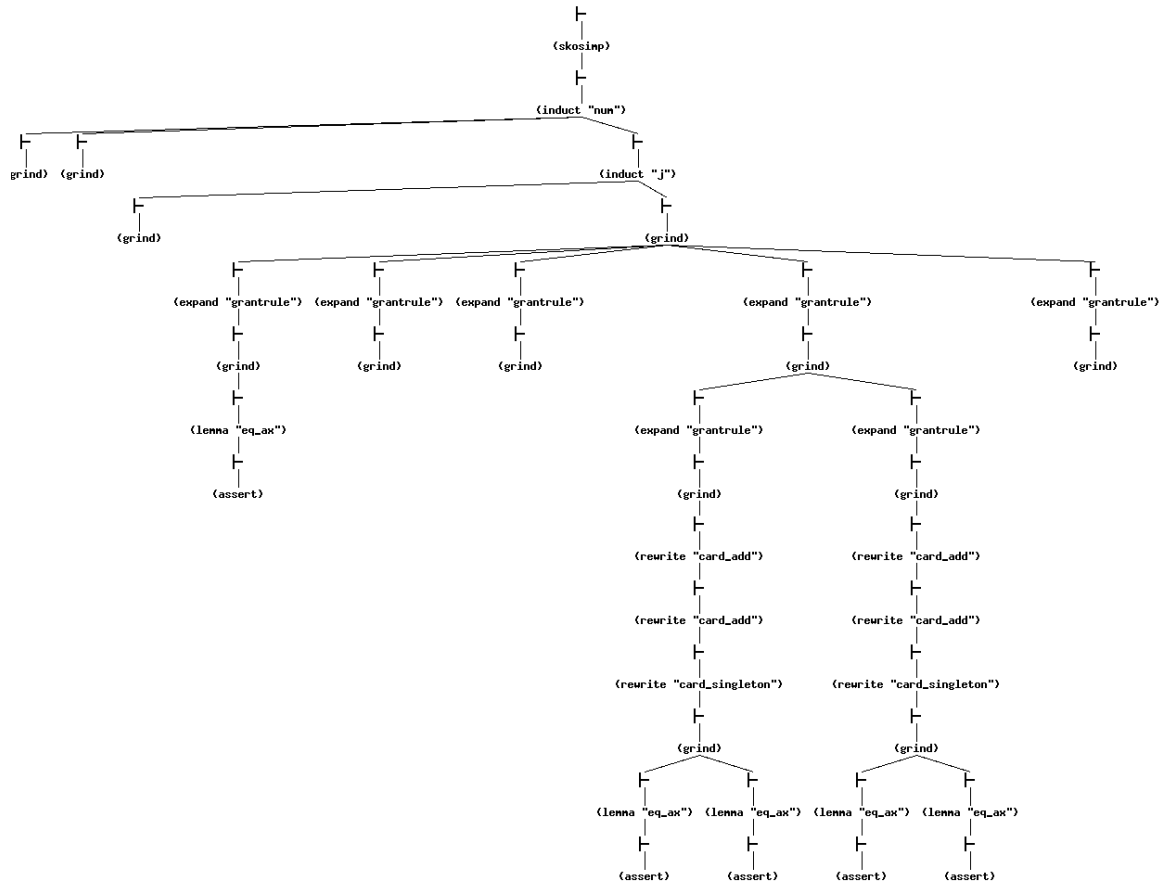 (skosimp)
(induct "num")
grind) (grind)
(induct "j")
(grind)
(grind)
(expand "grantrule") (expand "grantrule") (expand "grantrule") (expand "grantrule") (expand "grantrule")
(grind) (grind) (grind) (grind) (grind)
(lemma "eq_ax") (expand "grantrule") (expand "grantrule")
(assert) (grind) (grind)
(rewrite "card_add") (rewrite "card_add")
(rewrite "card_add") (rewrite "card_add")
(rewrite "card_singleton") (rewrite "card_singleton")
(grind) (grind)
(lemma "eq_ax") (lemma "eq_ax") (lemma "eq_ax") (lemma "eq_ax")
(assert) (assert) (assert) (assert)